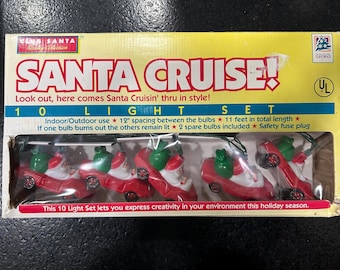 CLUB SANTA
SANTA CRUISE!
Look out, here comes Santa Cruisin' thru in style!
10 LIGHT SET
Indoor/Outdoor use • 12" spacing between the bulbs • 11 feet in total length •
If one bulb burns out the others remain lit • 2 spare bulbs included • Safety fuse plug
UL
This 10 Light Set lets you express creativity in your environment this holiday season.